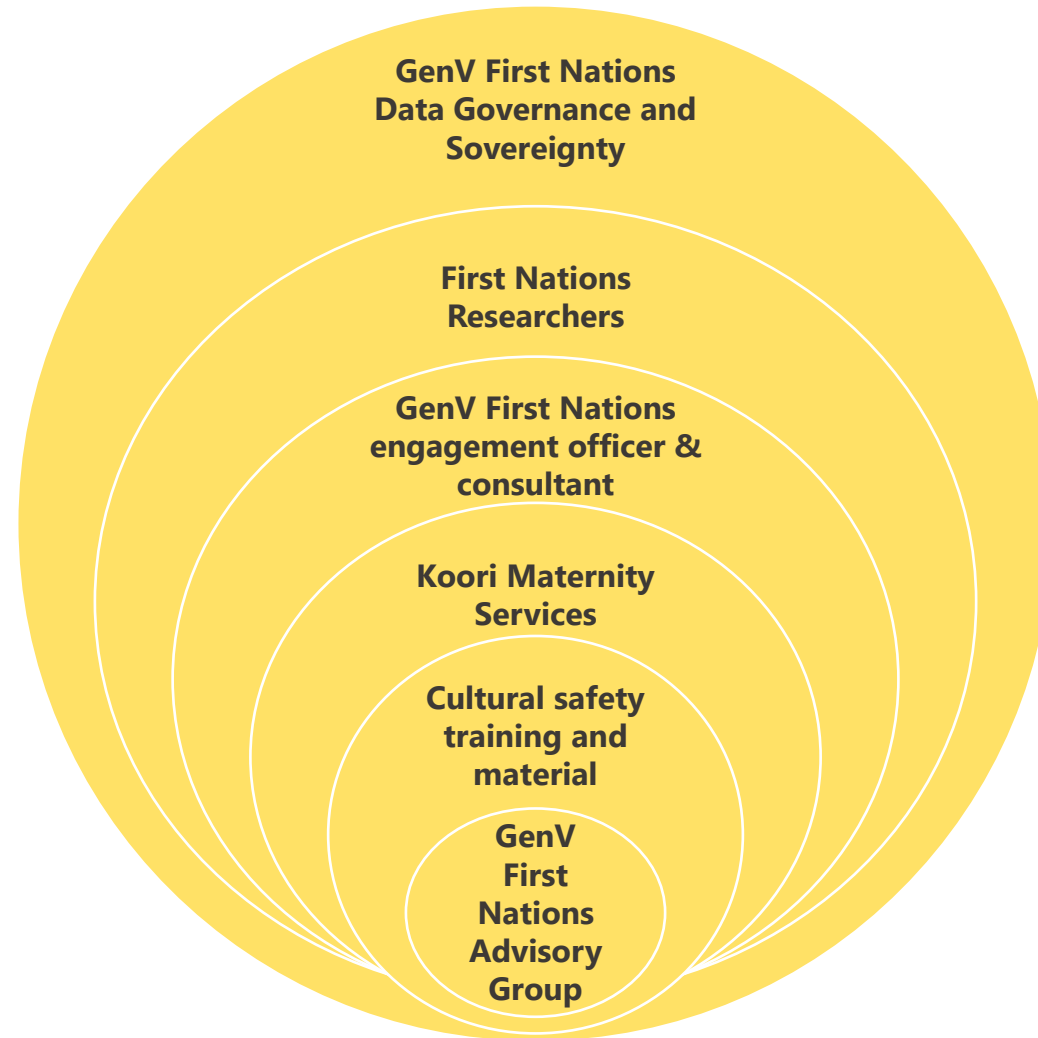 GenV First Nations
Data Governance and
Sovereignty
First Nations
Researchers
GenV First Nations
engagement officer &
consultant
Koori Maternity
Services
Cultural safety
training and
material
GenV
First
Nations
Advisory
Group